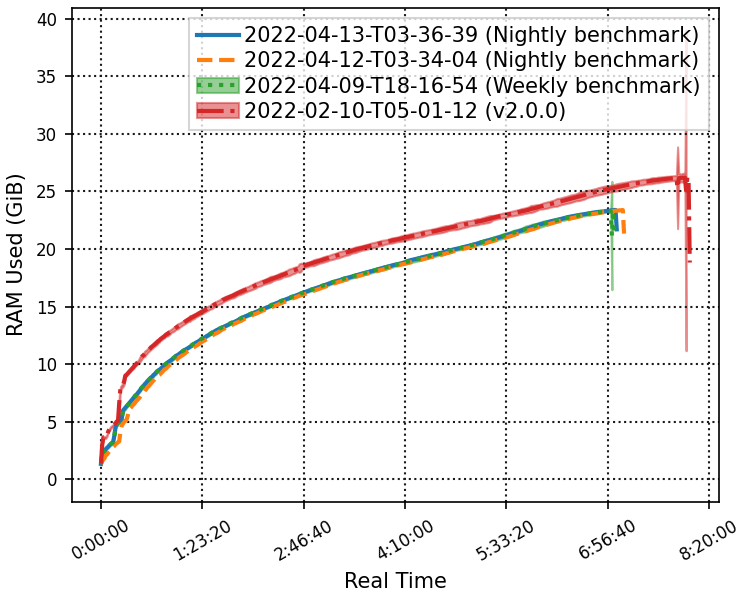 40
35
30
25
20
15
10
5
0
RAM Used (GiB)
2022-04-13-T03-36-39 (Nightly benchmark)
2022-04-12-T03-34-04 (Nightly benchmark)
2022-04-09-T18-16-54 (Weekly benchmark)
2022-02-10-T05-01-12 (v2.0.0)
0:00:00
1:23:20
2:46:40
4:10:00
5:33:20
6:56:40
8:20:00
Real Time